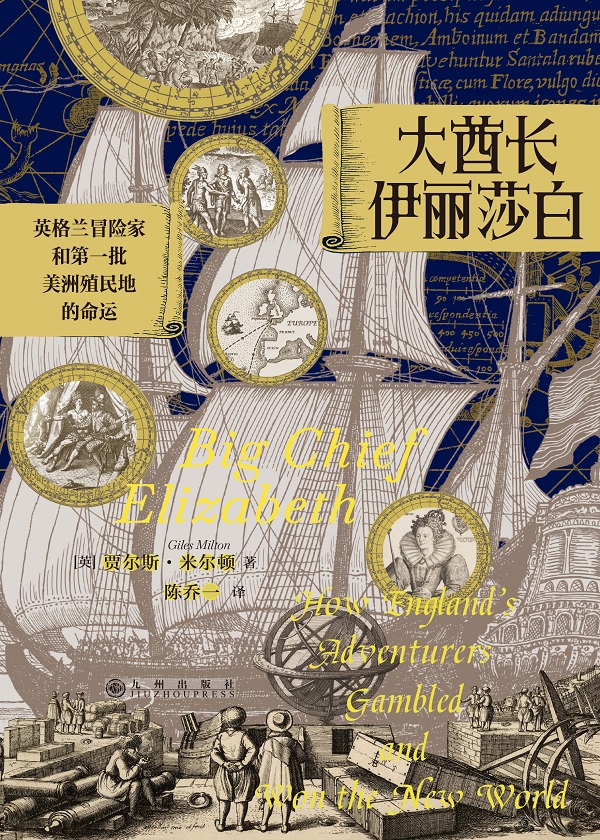 大酋长
伊丽莎白
英格兰冒险家
和第一批
美洲殖民地
的命运
EUROPE
Big Chief
Elizabeth
Giles Milton
[英] 贾尔斯·米尔顿 著
陈乔一 译
How England's
Adventurers
Gambled
and
Won the New World
九州出版社
JIUZHOUPRESS